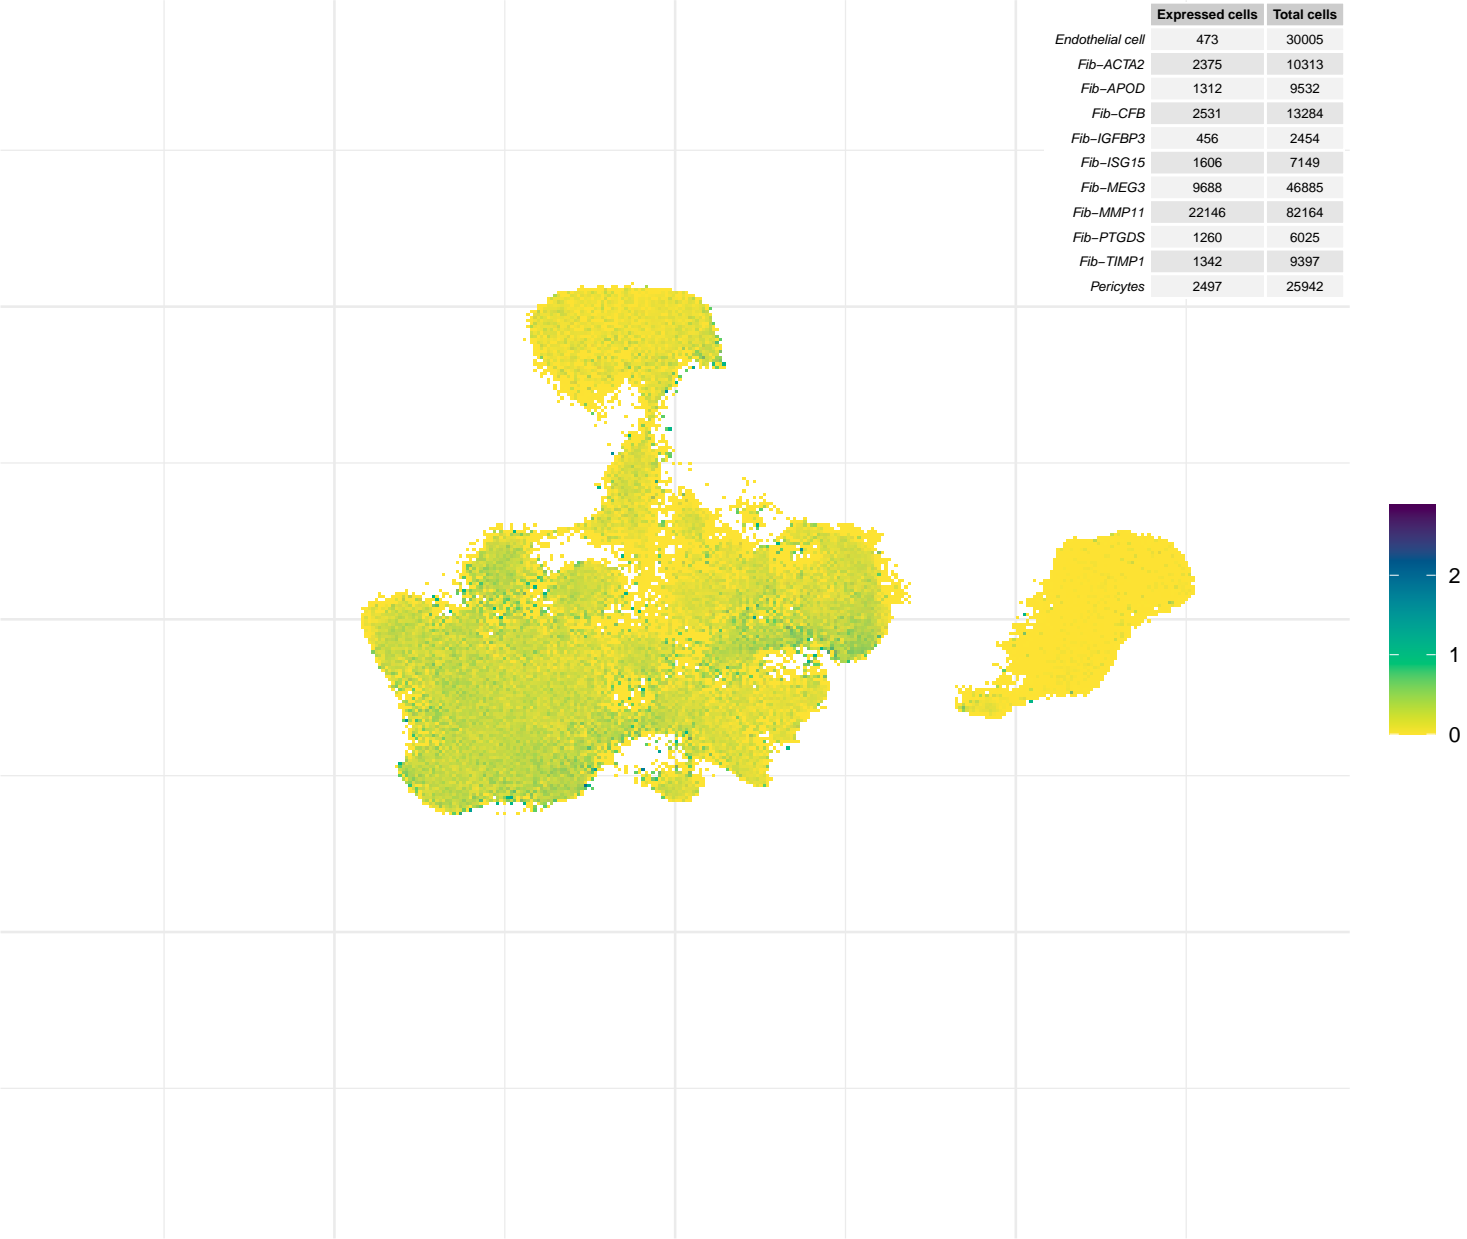 Expressed cells Total cells
Endothelial cell 473 30005
Fib−ACTA2 2375 10313
Fib−APOD 1312 9532
Fib−CFB 2531 13284
Fib−IGFBP3 456 2454
Fib−ISG15 1606 7149
Fib−MEG3 9688 46885
Fib−MMP11 22146 82164
Fib−PTGDS 1260 6025
Fib−TIMP1 1342 9397
Pericytes 2497 25942
2
1
0